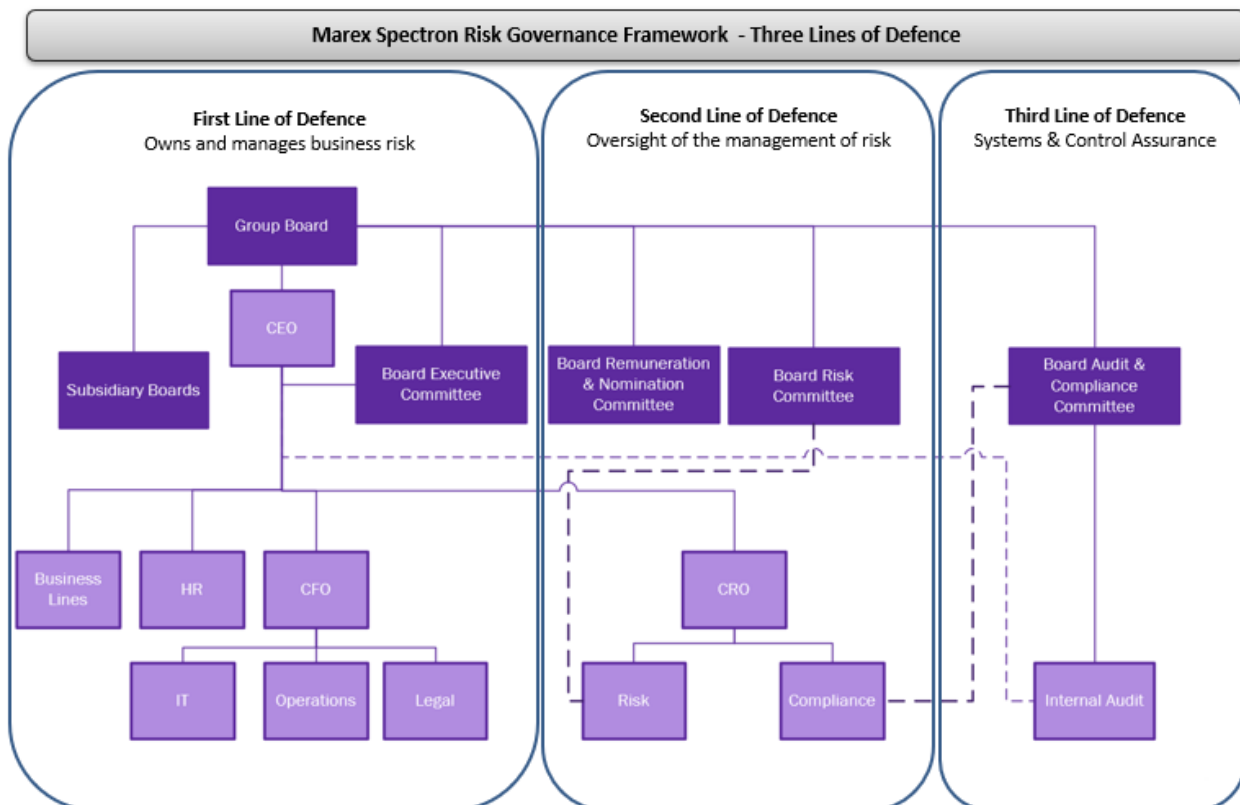 Marex Spectron Risk Governance Framework - Three Lines of Defence
First Line of Defence
Owns and manages business risk
Second Line of Defence
Oversight of the management of risk
Third Line of Defence
Systems & Control Assurance
Group Board
CEO
Subsidiary Boards
Board Executive
Committee
Board Remuneration
& Nomination
Committee
Board Risk
Committee
Board Audit &
Compliance
Committee
Business
Lines
HR
CFO
CRO
IT
Operations
Legal
Risk
Compliance
Internal Audit